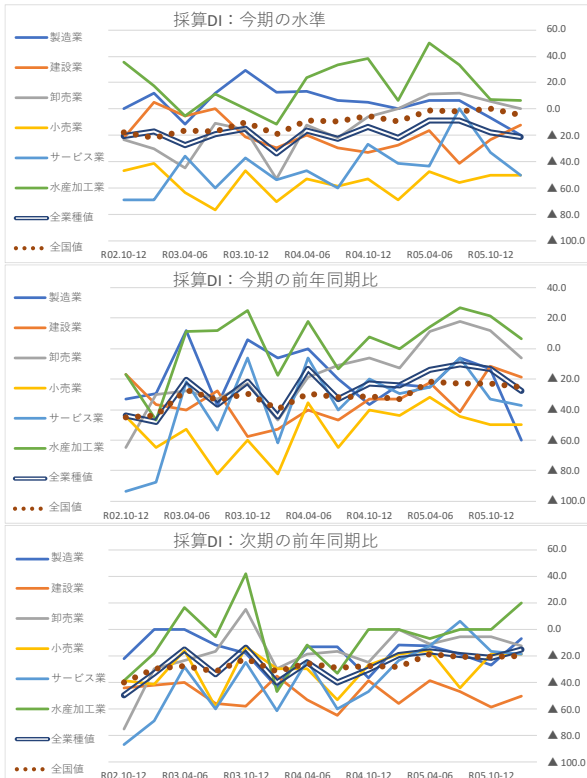 採算DI：今期の水準
製造業
建設業
卸売業
小売業
サービス業
水産加工業
全業種値
全国値
60.0
40.0
20.0
0.0
▲ 20.0
▲ 40.0
▲ 60.0
▲ 80.0
▲ 100.0
R02.10-12 R03.04-06 R03.10-12 R04.04-06 R04.10-12 R05.04-06 R05.10-12
採算DI：今期の前年同期比
製造業
建設業
卸売業
小売業
サービス業
水産加工業
全業種値
全国値
40.0
20.0
0.0
▲ 20.0
▲ 40.0
▲ 60.0
▲ 80.0
▲ 100.0
R02.10-12 R03.04-06 R03.10-12 R04.04-06 R04.10-12 R05.04-06 R05.10-12
採算DI：次期の前年同期比
製造業
建設業
卸売業
小売業
サービス業
水産加工業
全業種値
全国値
60.0
40.0
20.0
0.0
▲ 20.0
▲ 40.0
▲ 60.0
▲ 80.0
▲ 100.0
R02.10-12 R03.04-06 R03.10-12 R04.04-06 R04.10-12 R05.04-06 R05.10-12